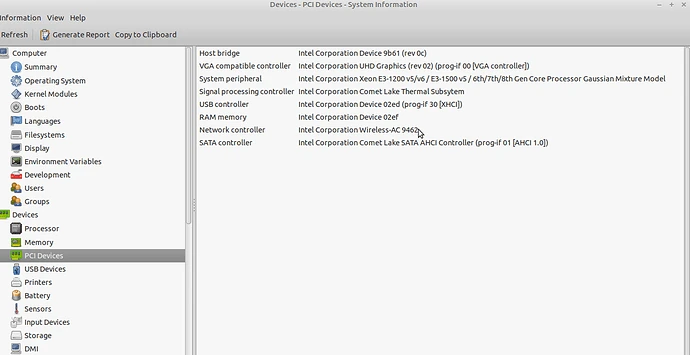 Devices - PCI Devices - System Information
Information View Help
Refresh Generate Report Copy to Clipboard
Computer
Summary
Operating System
Kernel Modules
Boots
Languages
Filesystems
Display
Environment Variables
Development
Users
Groups
Devices
Processor
Memory
PCI Devices
USB Devices
Printers
Battery
Sensors
Input Devices
Storage
DMI
Host bridge Intel Corporation Device 9b61 (rev 0c)
VGA compatible controller Intel Corporation UHD Graphics (rev 02) (prog-if 00 [VGA controller])
System peripheral Intel Corporation Xeon E3-1200 v5/v6 / E3-1500 v5 / 6th/7th/8th Gen Core Processor Gaussian Mixture Model
Signal processing controller Intel Corporation Comet Lake Thermal Subsytem
USB controller Intel Corporation Device 02ed (prog-if 30 [XHCI])
RAM memory Intel Corporation Device 02ef
Network controller Intel Corporation Wireless-AC 9462
SATA controller Intel Corporation Comet Lake SATA AHCI Controller (prog-if 01 [AHCI 1.0])